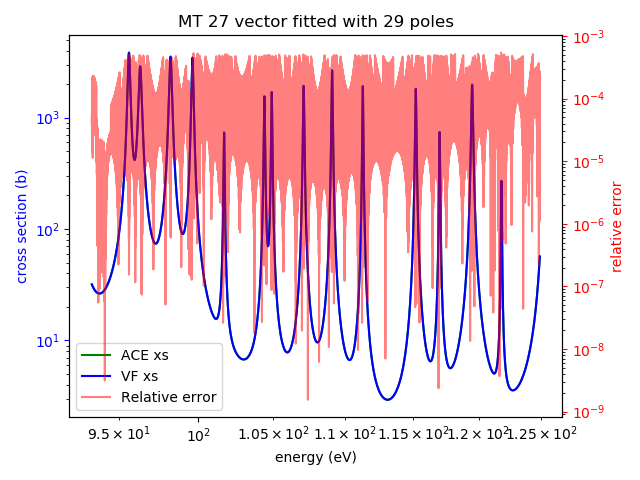 MT 27 vector fitted with 29 poles
cross section (b)
10³
10²
10¹
10⁻³
10⁻⁴
10⁻⁵
10⁻⁶
10⁻⁷
10⁻⁸
10⁻⁹
relative error
ACE xs
VF xs
Relative error
9.5 × 10¹
10²
1.05 × 10²
1.1 × 10²
1.15 × 10²
1.2 × 10²
1.25 × 10²
energy (eV)